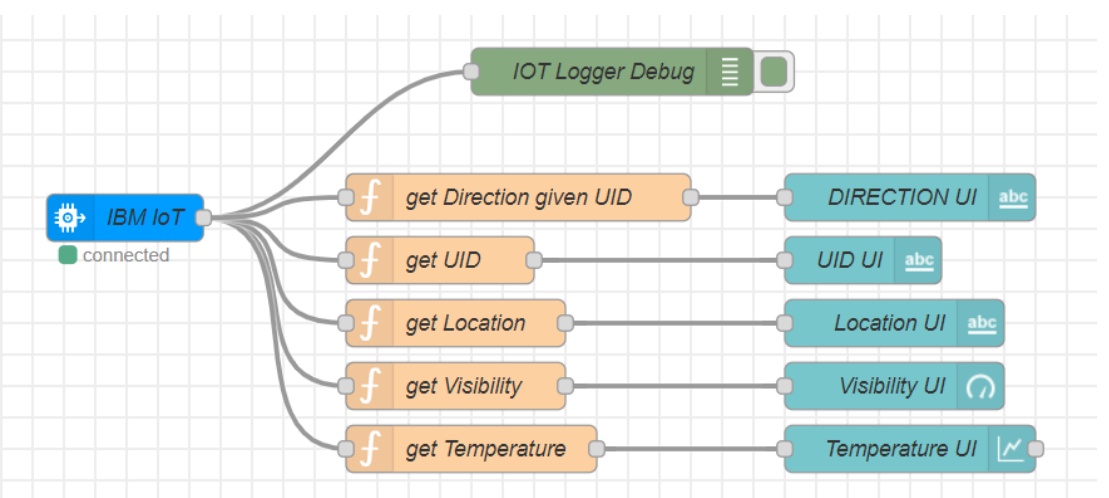 IOT Logger Debug
IBM IoT
connected
get Direction given UID
DIRECTION UI abc
get UID
UID UI abc
get Location
Location UI abc
get Visibility
Visibility UI
get Temperature
Temperature UI